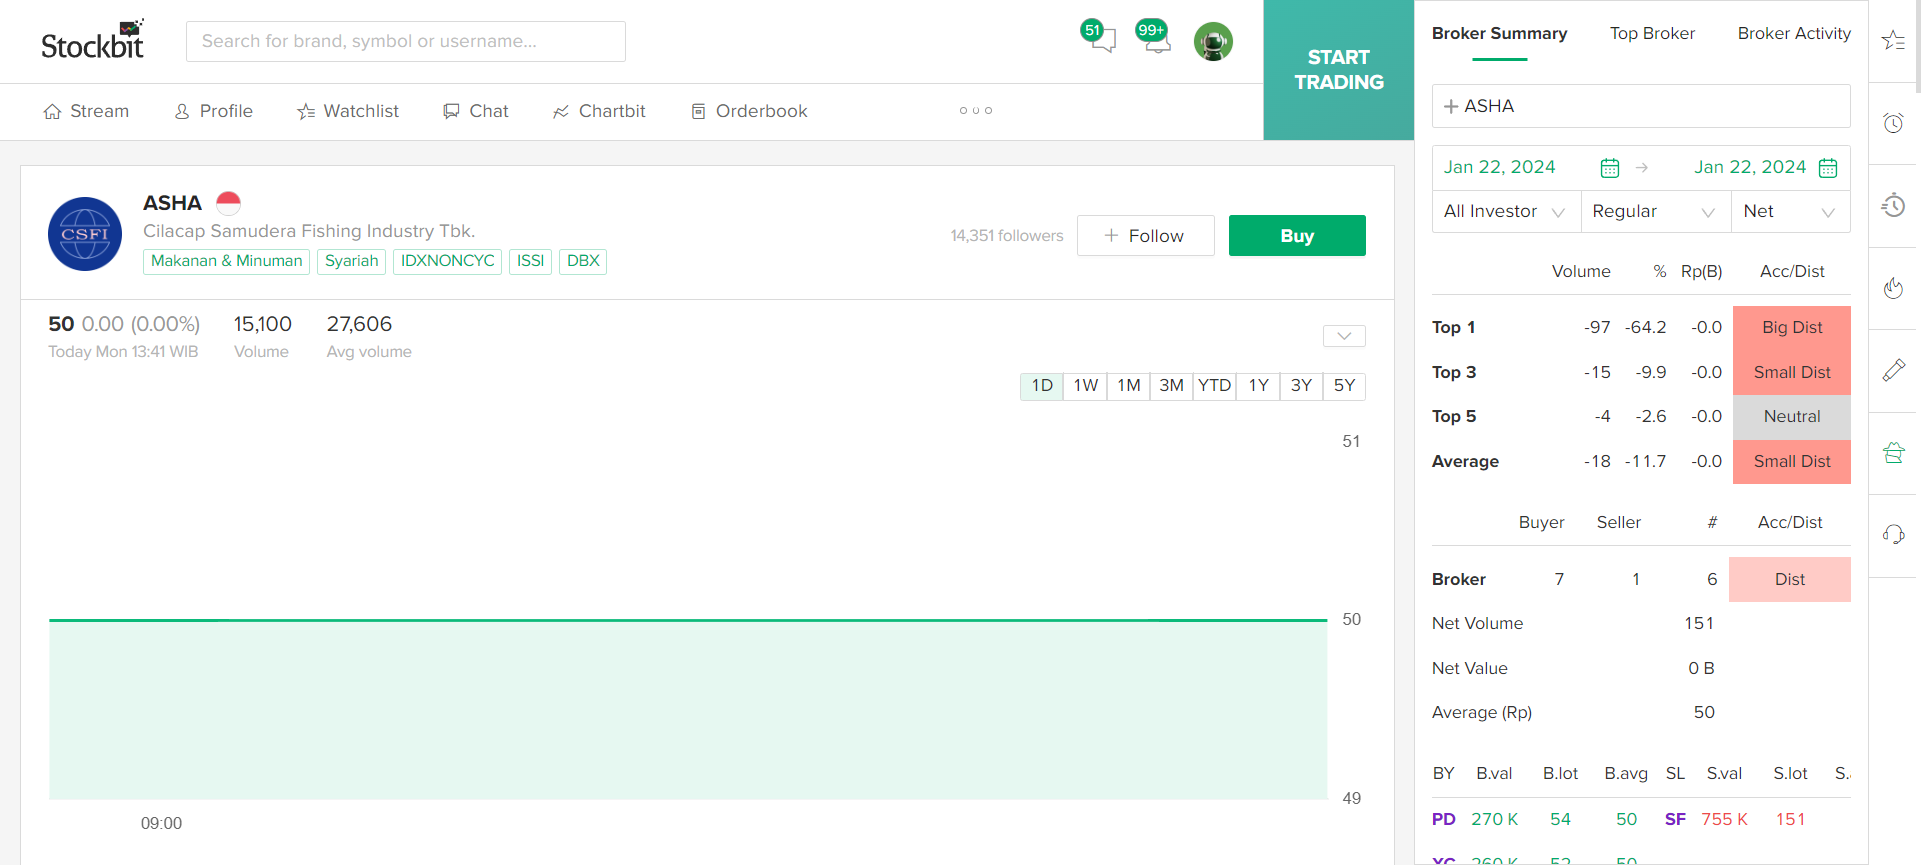 Stockbit
Search for brand, symbol or username...
51
99+
START
TRADING
Stream
Profile
Watchlist
Chat
Chartbit
Orderbook
CSFI
ASHA
Cilacap Samudera Fishing Industry Tbk.
Makanan & Minuman
Syariah
IDXNONCYC
ISSI
DBX
14,351 followers
+ Follow
Buy
50 0.00 (0.00%)
Today Mon 13:41 WIB
15,100
Volume
27,606
Avg volume
1D 1W 1M 3M YTD 1Y 3Y 5Y
51
50
49
09:00
Broker Summary Top Broker Broker Activity
+ ASHA
Jan 22, 2024 → Jan 22, 2024
All Investor Regular Net
Volume % Rp(B) Acc/Dist
Top 1 -97 -64.2 -0.0 Big Dist
Top 3 -15 -9.9 -0.0 Small Dist
Top 5 -4 -2.6 -0.0 Neutral
Average -18 -11.7 -0.0 Small Dist
Buyer Seller # Acc/Dist
Broker 7 1 6 Dist
Net Volume 151
Net Value 0 B
Average (Rp) 50
BY B.val B.lot B.avg SL S.val S.lot
PD 270 K 54 50 SF 755 K 151